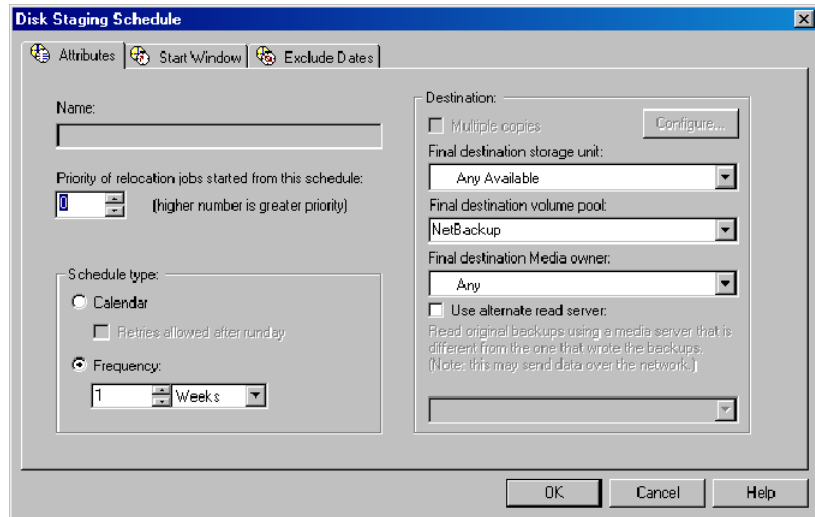 Disk Staging Schedule
Attributes
Start Window
Exclude Dates
Name:
Priority of relocation jobs started from this schedule:
0
(higher number is greater priority)
Schedule type:
Calendar
Retries allowed after runday
Frequency:
1
Weeks
Destination:
Multiple copies
Configure...
Final destination storage unit:
Any Available
Final destination volume pool:
NetBackup
Final destination Media owner:
Any
Use alternate read server:
Read original backups using a media server that is
different from the one that wrote the backups.
(Note: this may send data over the network.)
OK
Cancel
Help